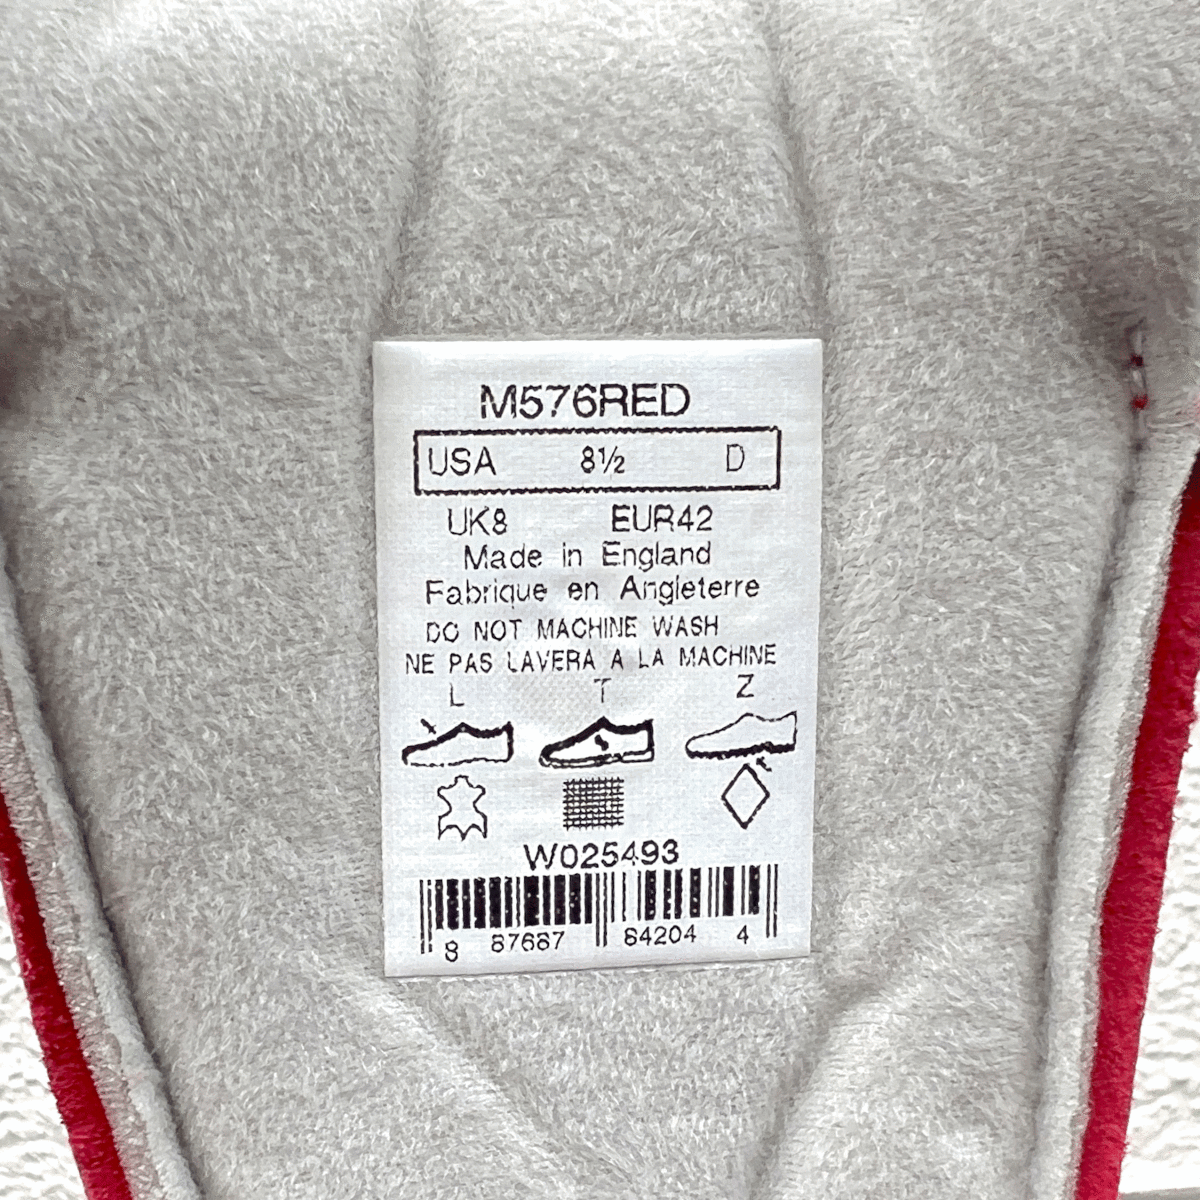 M576RED
USA 8½ D
UK8 EUR42
Made in England
Fabrique en Angleterre
DO NOT MACHINE WASH
NE PAS LAVERA A LA MACHINE
L T Z
W025493
8 87687 84204 4